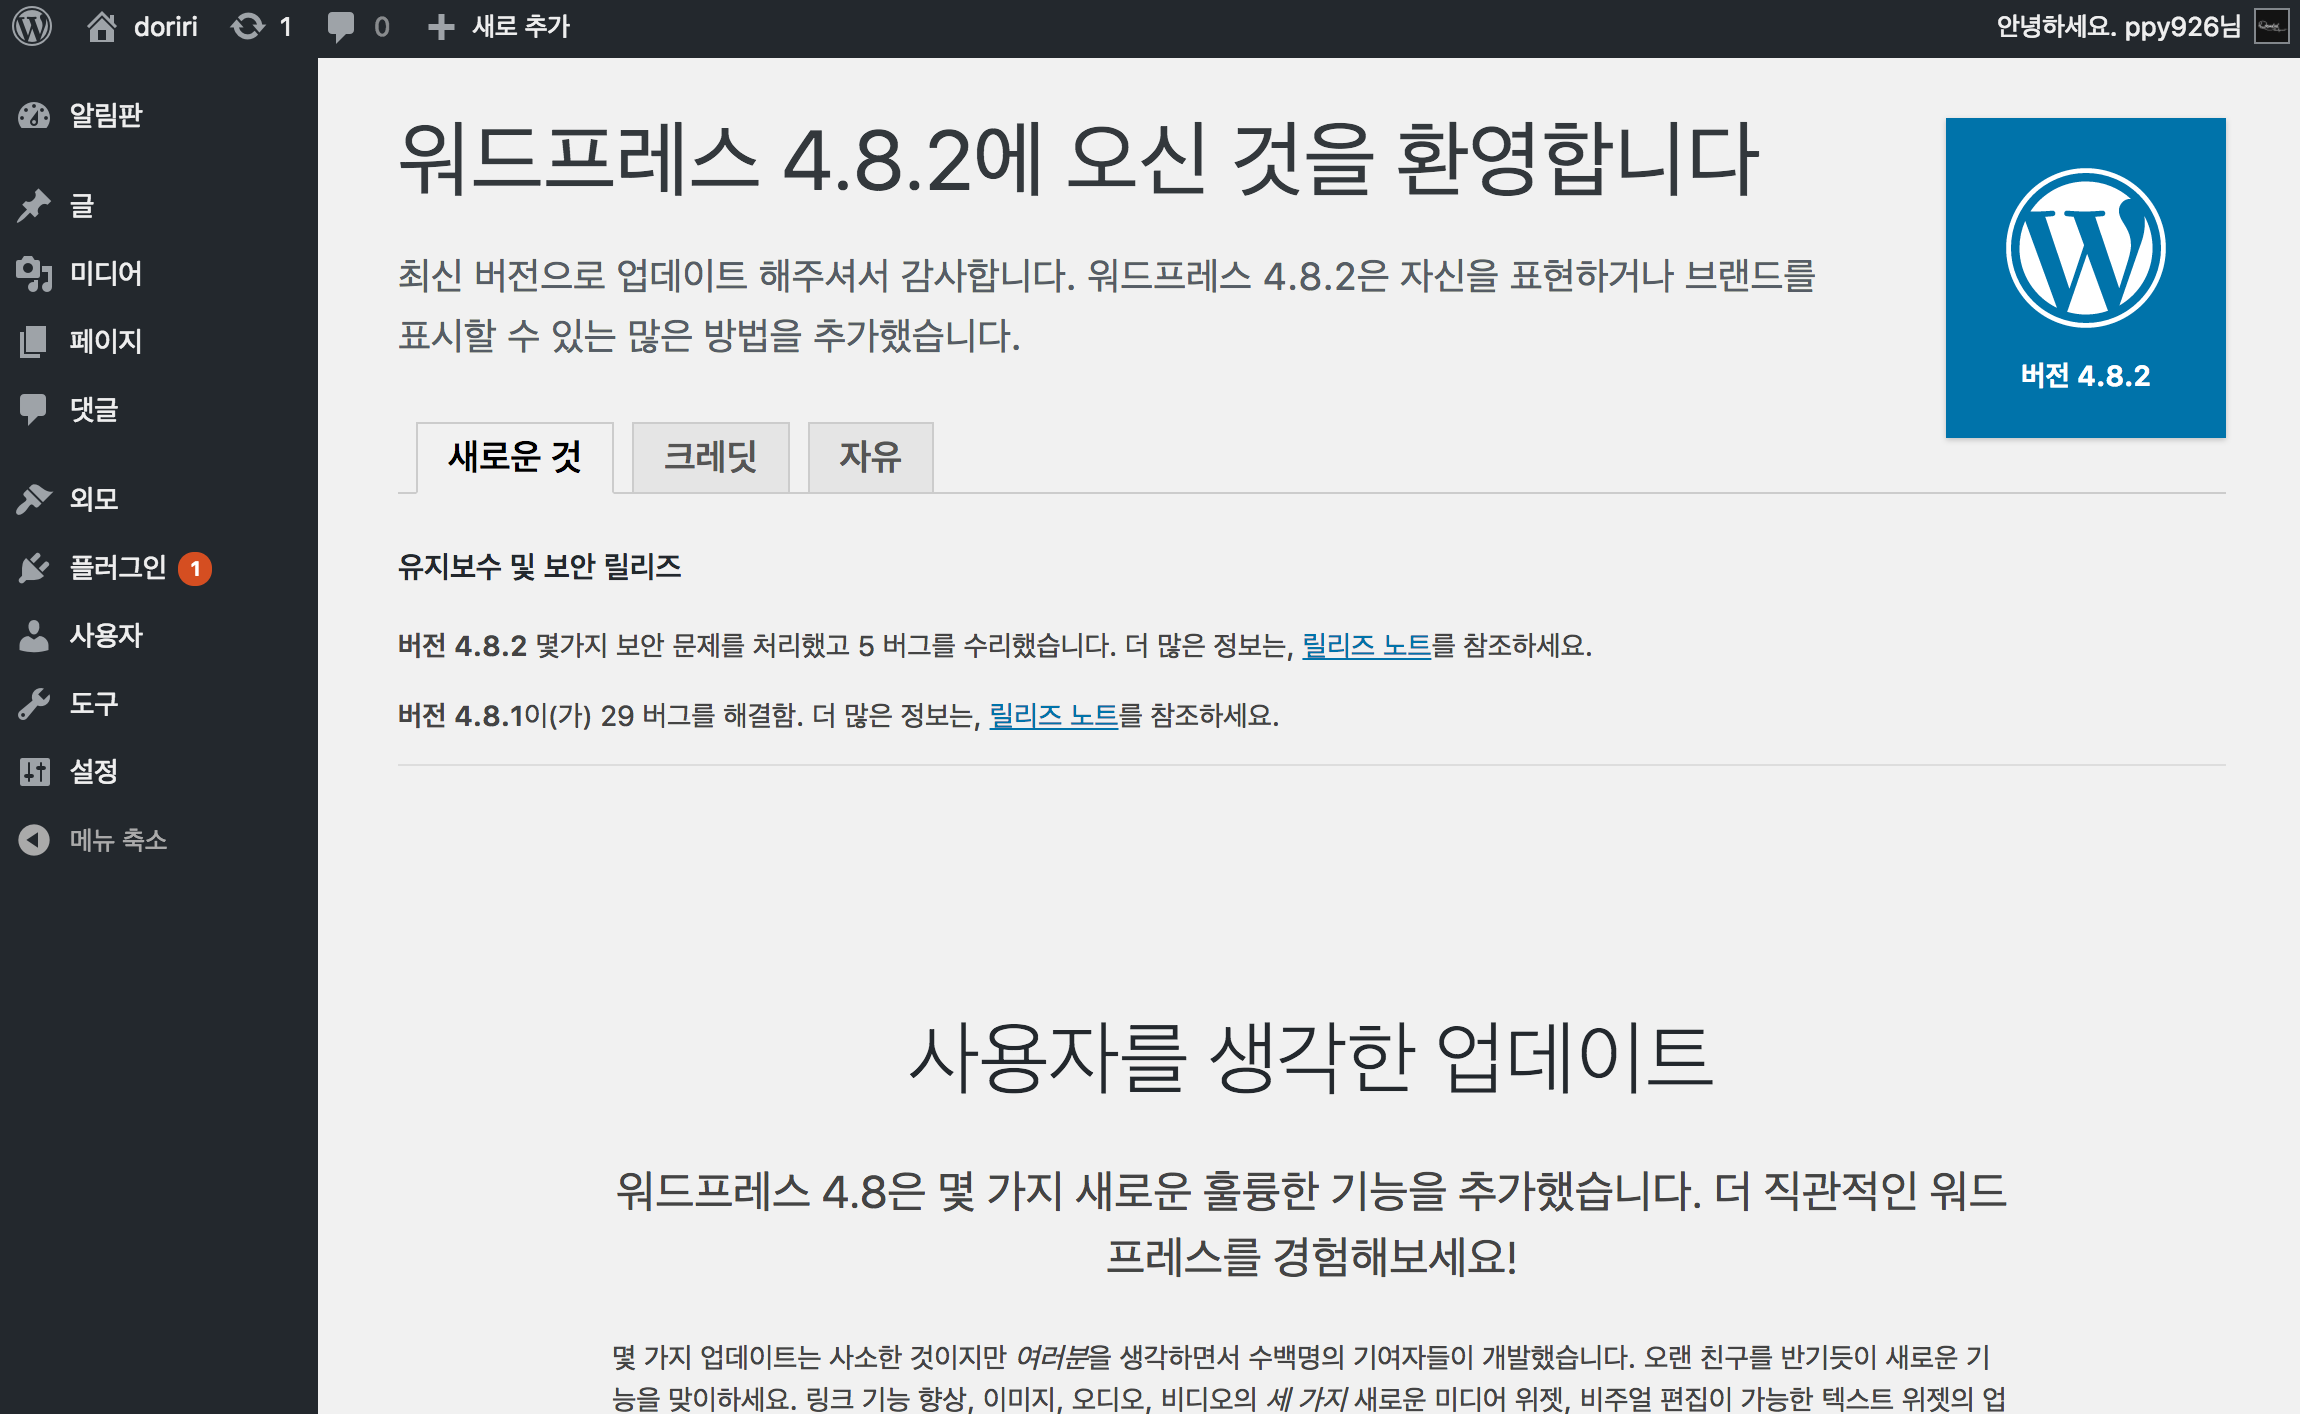 doriri 1 0 새로 추가 안녕하세요. ppy926님
알림판
글
미디어
페이지
댓글
외모
플러그인 1
사용자
도구
설정
메뉴 축소
워드프레스 4.8.2에 오신 것을 환영합니다
최신 버전으로 업데이트 해주셔서 감사합니다. 워드프레스 4.8.2은 자신을 표현하거나 브랜드를
표시할 수 있는 많은 방법을 추가했습니다.
버전 4.8.2
새로운 것 크레딧 자유
유지보수 및 보안 릴리즈
버전 4.8.2 몇가지 보안 문제를 처리했고 5 버그를 수리했습니다. 더 많은 정보는, 릴리즈 노트를 참조하세요.
버전 4.8.1이(가) 29 버그를 해결함. 더 많은 정보는, 릴리즈 노트를 참조하세요.
사용자를 생각한 업데이트
워드프레스 4.8은 몇 가지 새로운 훌륭한 기능을 추가했습니다. 더 직관적인 워드
프레스를 경험해보세요!
몇 가지 업데이트는 사소한 것이지만 여러분을 생각하면서 수백명의 기여자들이 개발했습니다. 오랜 친구를 반기듯이 새로운 기
능을 맞이하세요. 링크 기능 향상, 이미지, 오디오, 비디오의 세 가지 새로운 미디어 위젯, 비주얼 편집이 가능한 텍스트 위젯의 업